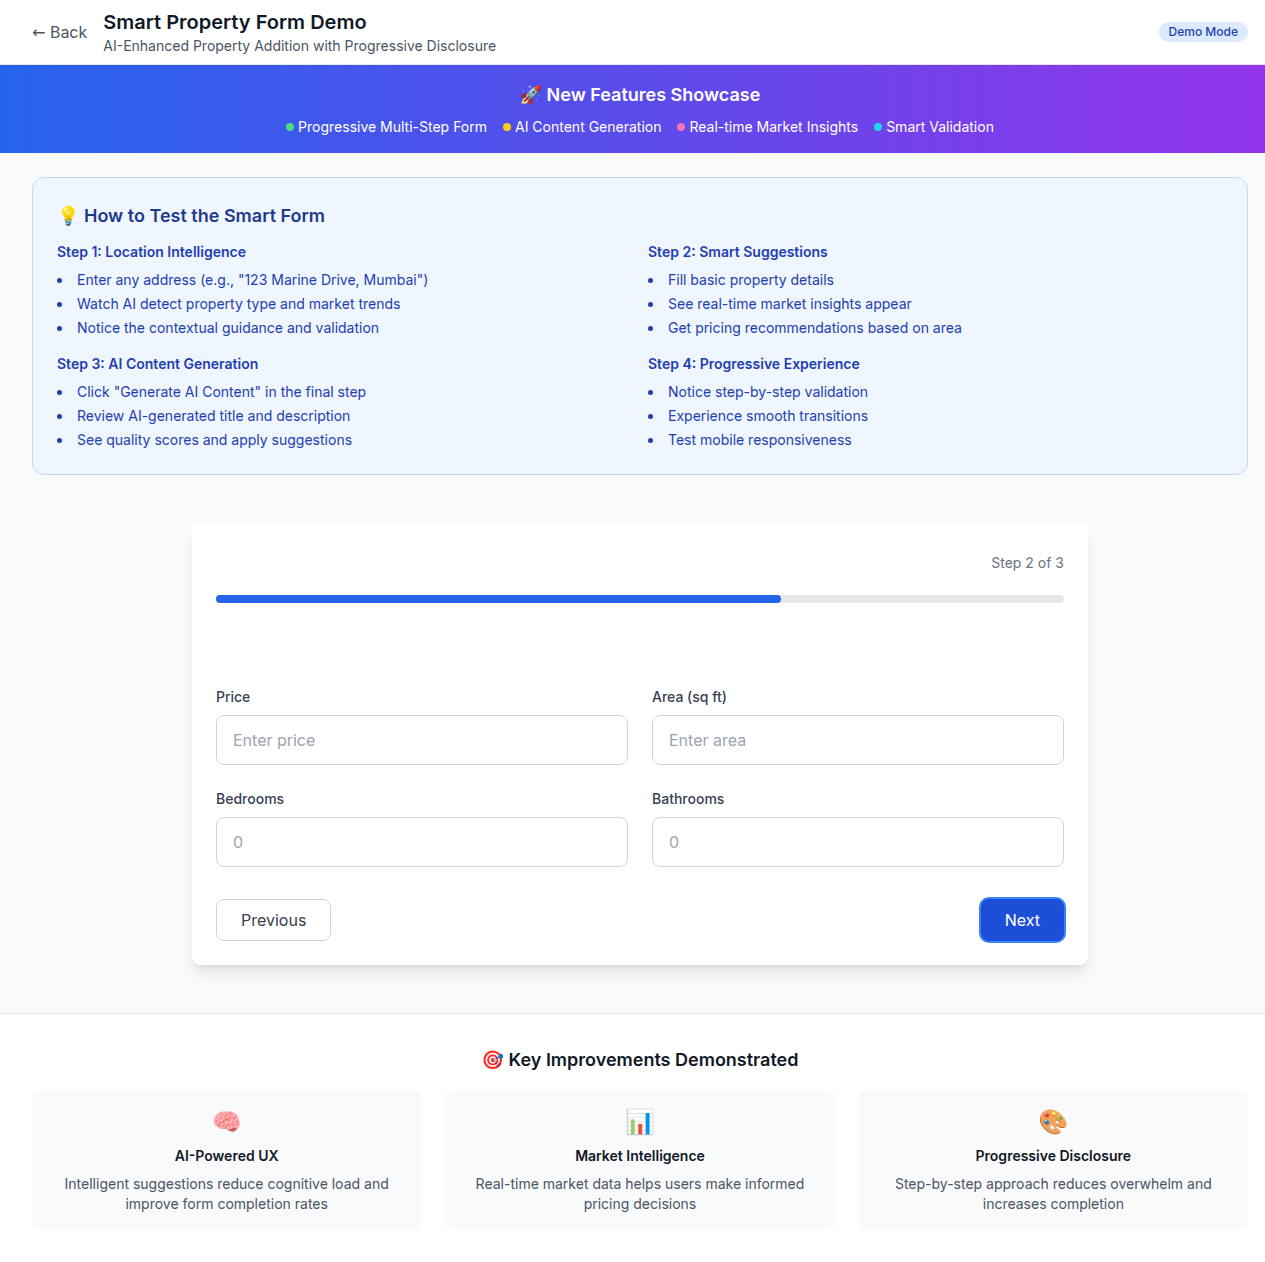 ← Back
Smart Property Form Demo
AI-Enhanced Property Addition with Progressive Disclosure
Demo Mode
🚀 New Features Showcase
Progressive Multi-Step Form
AI Content Generation
Real-time Market Insights
Smart Validation
💡 How to Test the Smart Form
Step 1: Location Intelligence
• Enter any address (e.g., "123 Marine Drive, Mumbai")
• Watch AI detect property type and market trends
• Notice the contextual guidance and validation
Step 2: Smart Suggestions
• Fill basic property details
• See real-time market insights appear
• Get pricing recommendations based on area
Step 3: AI Content Generation
• Click "Generate AI Content" in the final step
• Review AI-generated title and description
• See quality scores and apply suggestions
Step 4: Progressive Experience
• Notice step-by-step validation
• Experience smooth transitions
• Test mobile responsiveness
Step 2 of 3
Price
Enter price
Area (sq ft)
Enter area
Bedrooms
0
Bathrooms
0
Previous
Next
🎯 Key Improvements Demonstrated
🧠
AI-Powered UX
Intelligent suggestions reduce cognitive load and
improve form completion rates
📊
Market Intelligence
Real-time market data helps users make informed
pricing decisions
🎨
Progressive Disclosure
Step-by-step approach reduces overwhelm and
increases completion